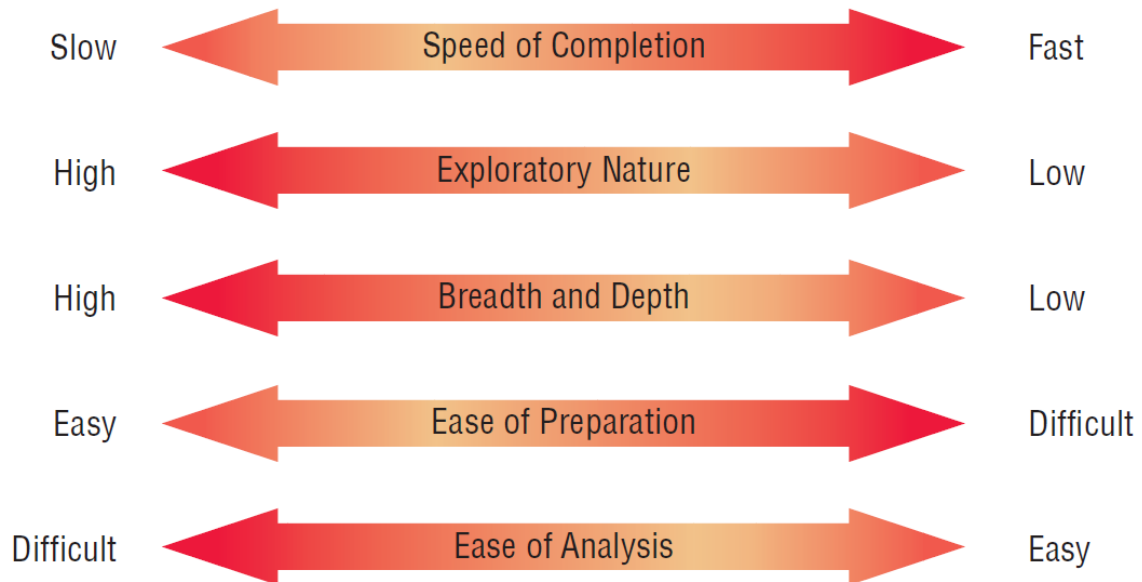 Slow Speed of Completion Fast
High Exploratory Nature Low
High Breadth and Depth Low
Easy Ease of Preparation Difficult
Difficult Ease of Analysis Easy